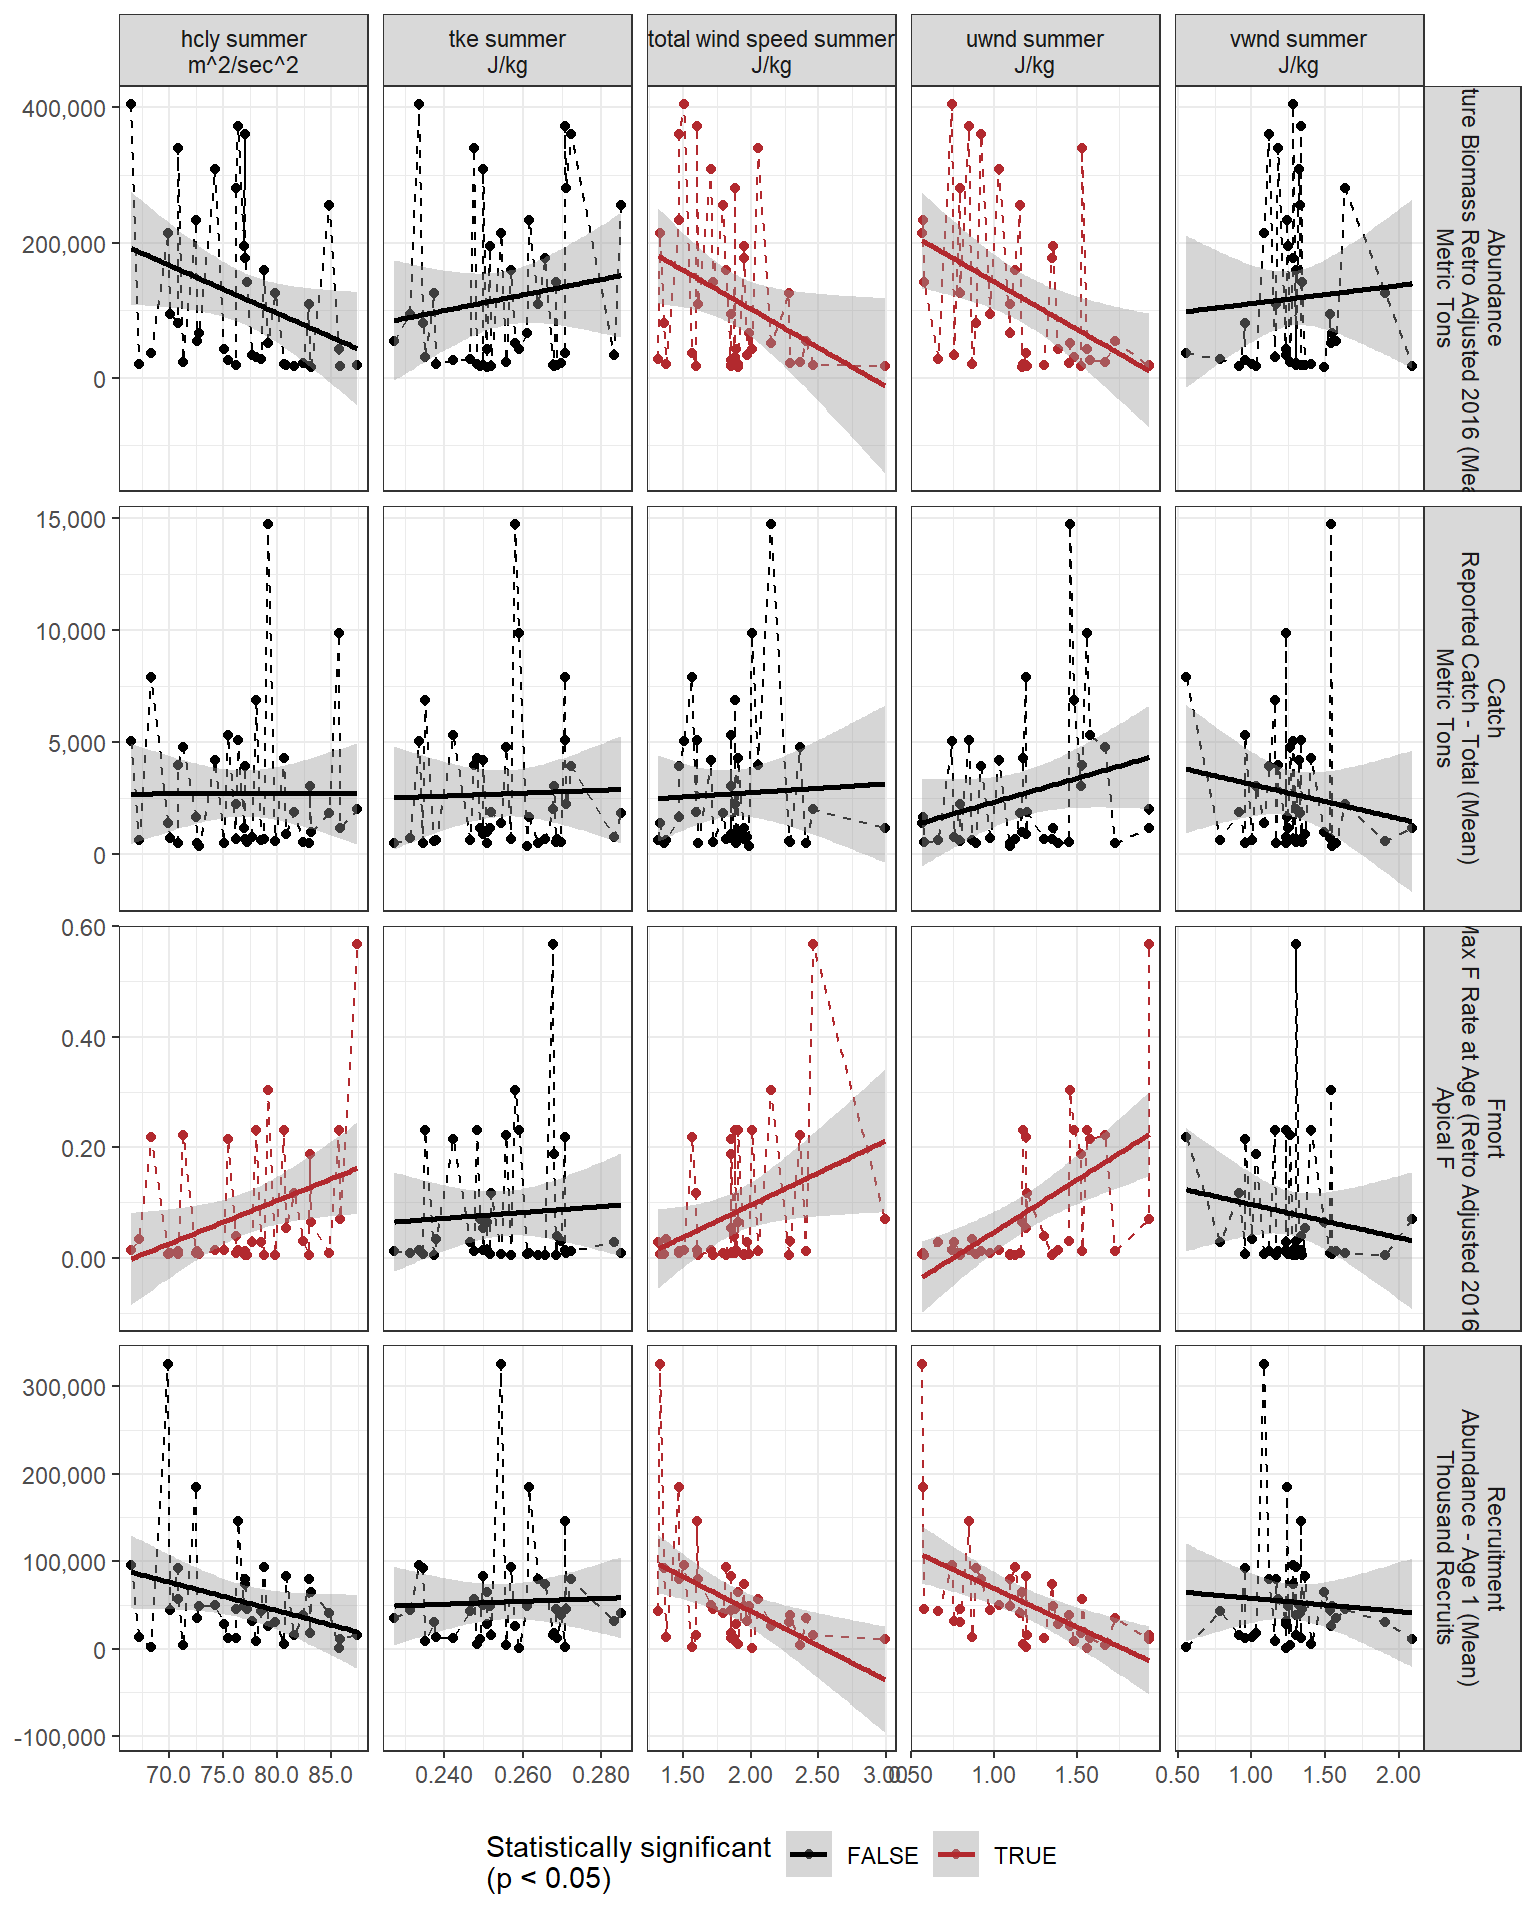 hcly summer
m^2/sec^2
tke summer
J/kg
total wind speed summer
J/kg
uwnd summer
J/kg
vwnd summer
J/kg
400,000
200,000
0
Abundance
ture Biomass Retro Adjusted 2016 (Mea
Metric Tons
15,000
10,000
5,000
0
Catch
Reported Catch - Total (Mean)
Metric Tons
0.60
0.40
0.20
0.00
Fmort
Max F Rate at Age (Retro Adjusted 2016
Apical F
300,000
200,000
100,000
0
-100,000
Recruitment
Abundance - Age 1 (Mean)
Thousand Recruits
70.0 75.0 80.0 85.0
0.240 0.260 0.280
1.50 2.00 2.50 3.00
0.50 1.00 1.50
0.50 1.00 1.50 2.00
Statistically significant
(p < 0.05)
FALSE
TRUE